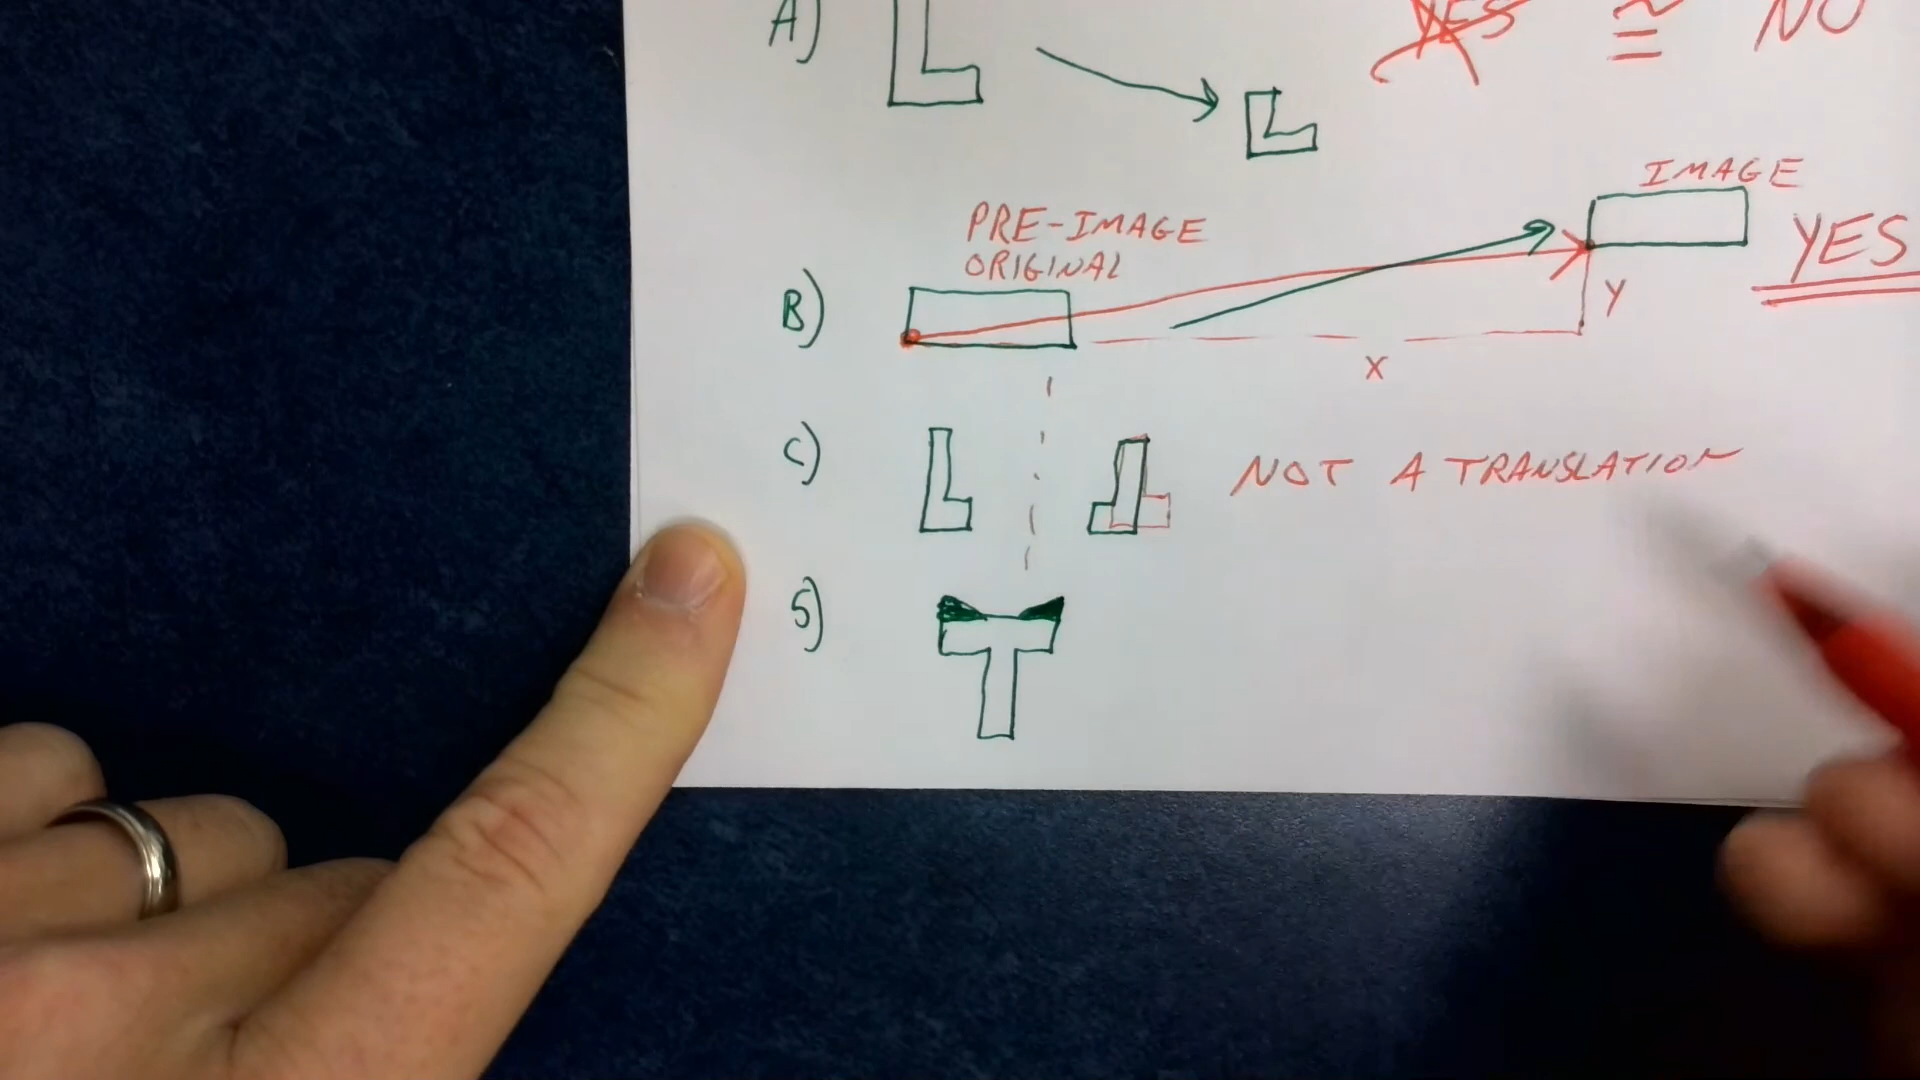 A) YES ≅ NO
IMAGE
PRE-IMAGE
ORIGINAL
YES
B)
Y
X
C) NOT A TRANSLATION
5)